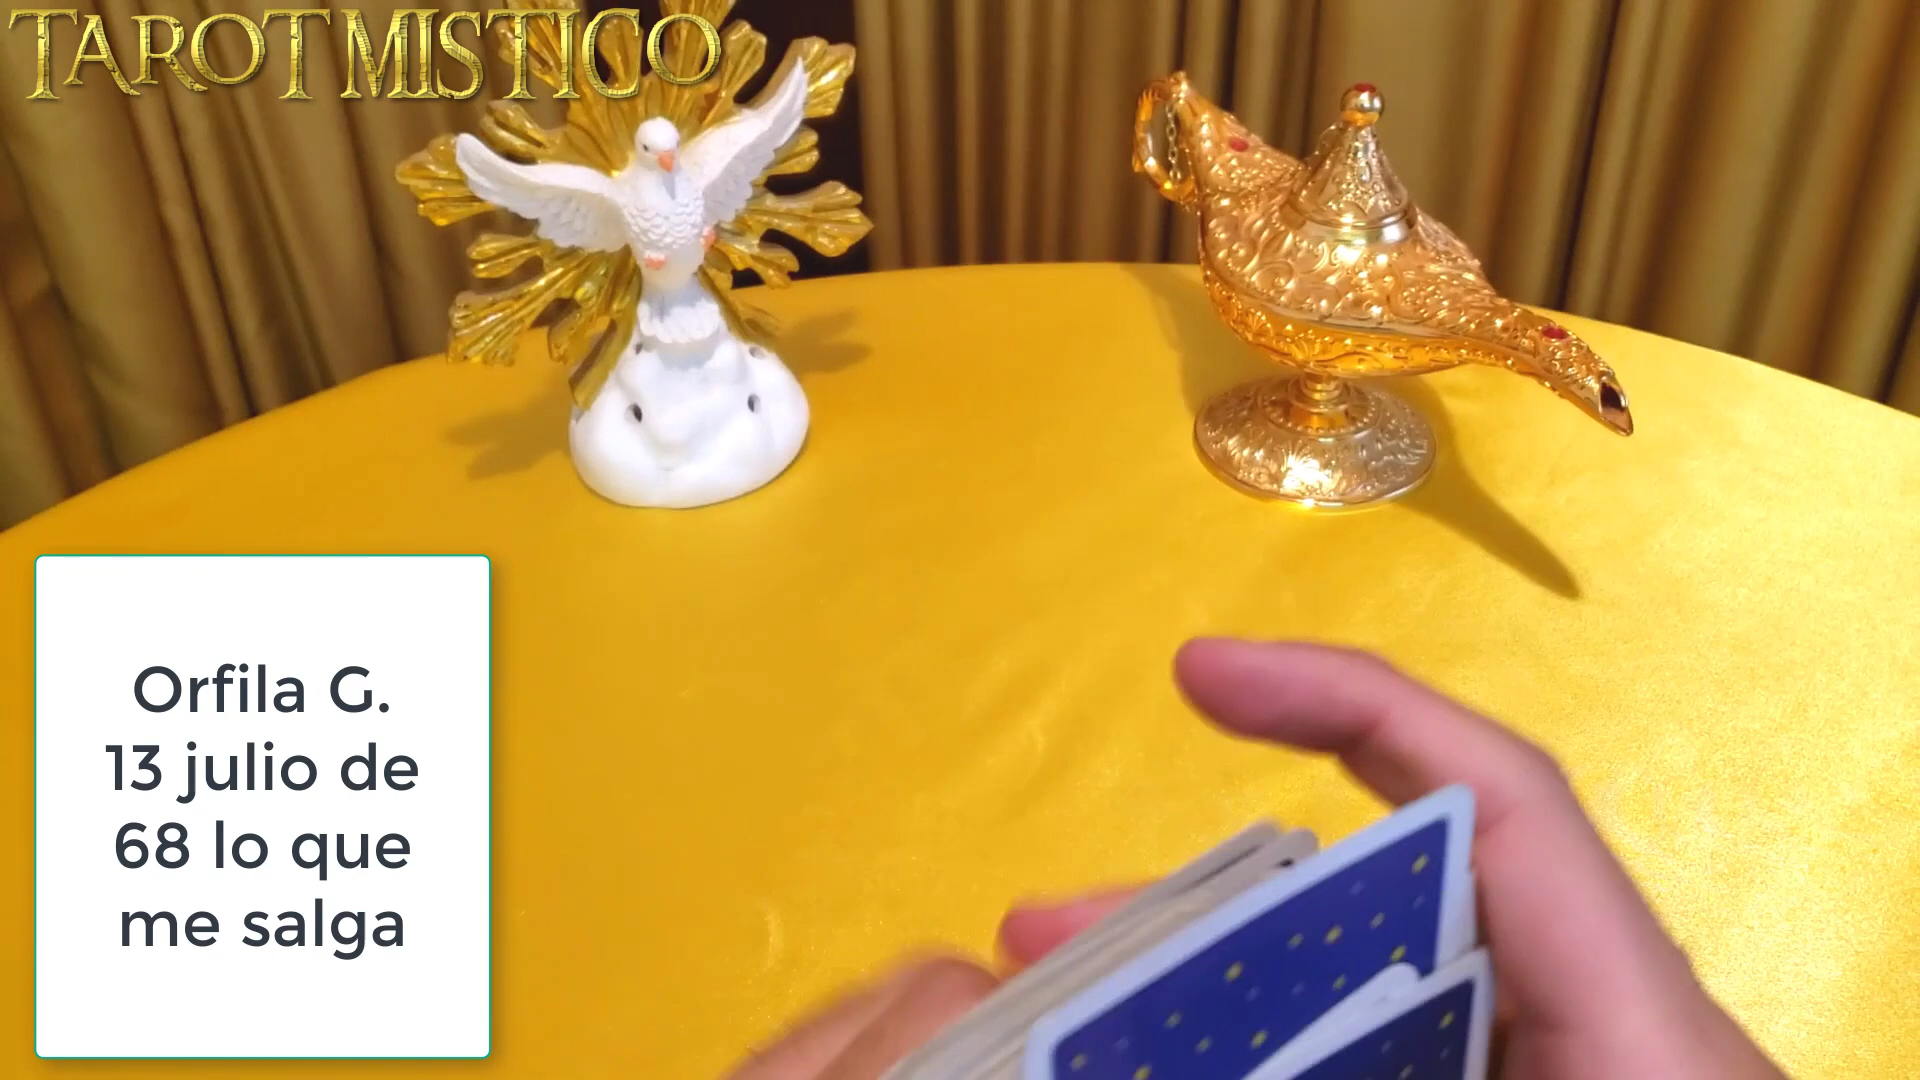 TAROT MISTICO
Orfila G.
13 julio de
68 lo que
me salga